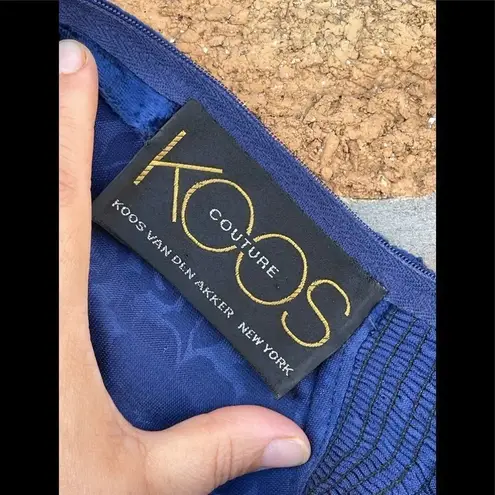 KOOS
COUTURE
KOOS VAN DEN AKKER NEW YORK